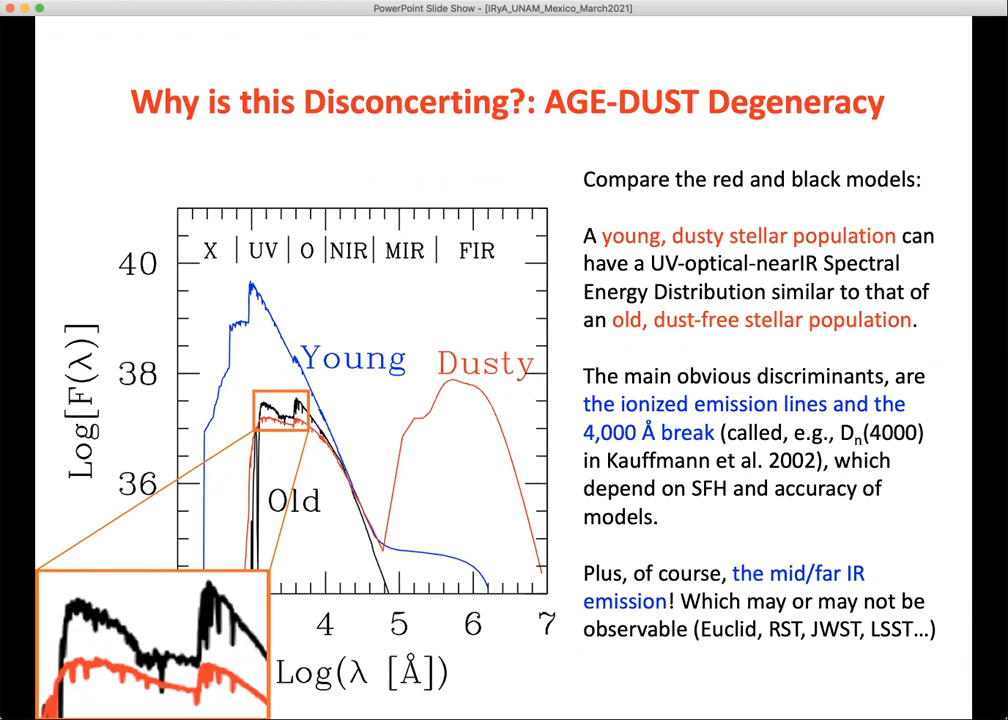 PowerPoint Slide Show - [IRyA_UNAM_Mexico_March2021]
Why is this Disconcerting?: AGE-DUST Degeneracy
Compare the red and black models:
A young, dusty stellar population can
have a UV-optical-nearIR Spectral
Energy Distribution similar to that of
an old, dust-free stellar population.
The main obvious discriminants, are
the ionized emission lines and the
4,000 Å break (called, e.g., Dn(4000)
in Kauffmann et al. 2002), which
depend on SFH and accuracy of
models.
Plus, of course, the mid/far IR
emission! Which may or may not be
observable (Euclid, RST, JWST, LSST…)
X | UV | O |NIR| MIR | FIR
40
38
36
Log[F(λ)]
Young
Dusty
Old
4 5 6 7
Log(λ [Å])